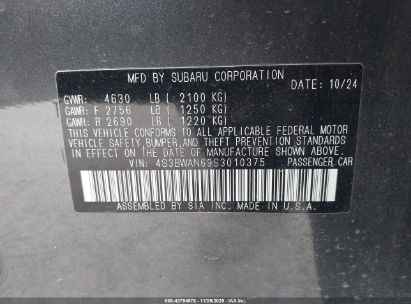 MFD BY SUBARU CORPORATION
DATE: 10/24
GVWR: 4630 LB ( 2100 KG)
GAWR: F 2756 LB ( 1250 KG)
GAWR: R 2690 LB ( 1220 KG)
THIS VEHICLE CONFORMS TO ALL APPLICABLE FEDERAL MOTOR
VEHICLE SAFETY, BUMPER, AND THEFT PREVENTION STANDARDS
IN EFFECT ON THE DATE OF MANUFACTURE SHOWN ABOVE.
VIN: 4S3BWAN69S3010375 PASSENGER CAR
ASSEMBLED BY SIA INC. MADE IN U.S.A.